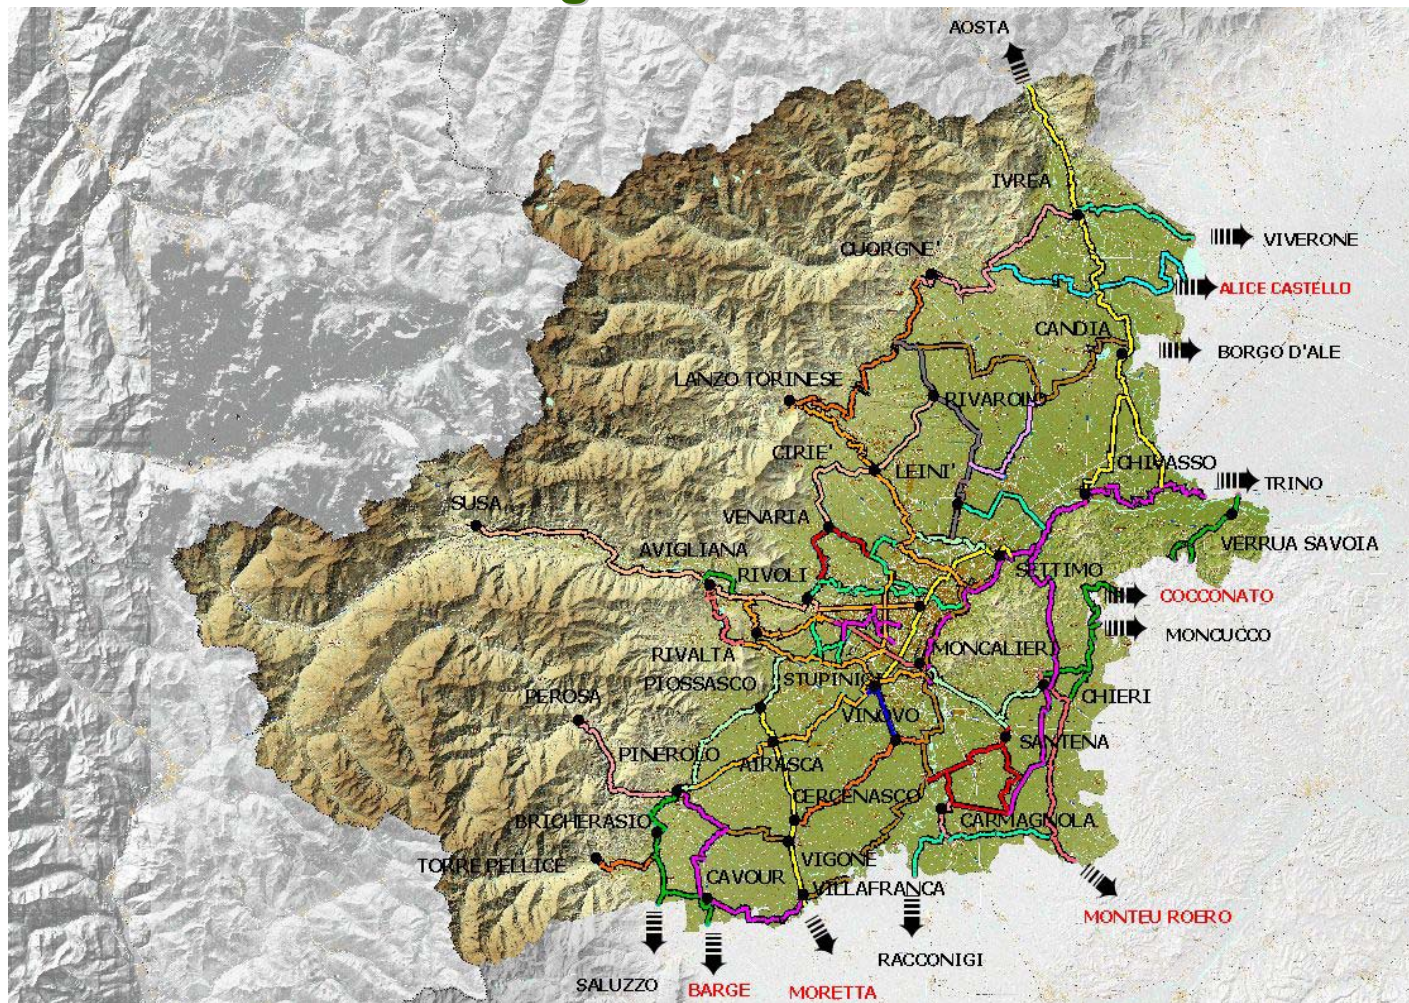 AOSTA
IVREA
VIVERONE
CUORGNE'
ALICE CASTELLO
CANDIA
BORGO D'ALE
LANZO TORINESE
RIVAROLO
CIRIE'
LEINI'
CHIVASSO
TRINO
SUSA
VENARIA
VERRUA SAVOIA
AVIGLIANA
RIVOLI
SETTIMO
COCCONATO
MONCUCCO
RIVALTA
MONCALIERI
PIOSSASCO
STUPINIGI
CHIERI
PEROSA
VINOVO
SANTENA
PINEROLO
AIRASCA
CERCENASCO
BRICHERASIO
CARMAGNOLA
TORRE PELLICE
VIGONE
CAVOUR
VILLAFRANCA
MONTEU ROERO
RACCONIGI
SALUZZO
BARGE
MORETTA